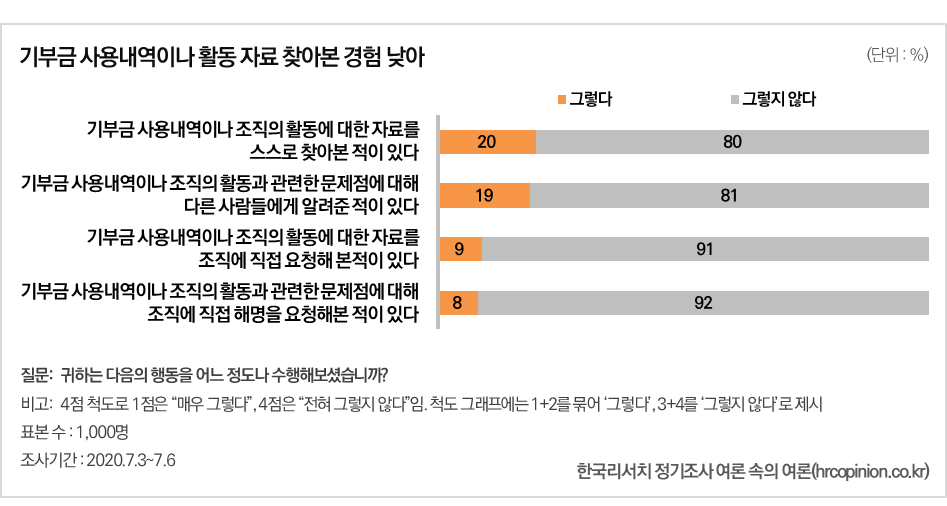 기부금 사용내역이나 활동 자료 찾아본 경험 낮아
(단위 : %)
그렇다 그렇지 않다
기부금 사용내역이나 조직의 활동에 대한 자료를
스스로 찾아본 적이 있다
20 80
기부금 사용내역이나 조직의 활동과 관련한 문제점에 대해
다른 사람들에게 알려준 적이 있다
19 81
기부금 사용내역이나 조직의 활동에 대한 자료를
조직에 직접 요청해 본적이 있다
9 91
기부금 사용내역이나 조직의 활동과 관련한 문제점에 대해
조직에 직접 해명을 요청해본 적이 있다
8 92
질문: 귀하는 다음의 행동을 어느 정도나 수행해보셨습니까?
비고: 4점 척도로 1점은 “매우 그렇다”, 4점은 “전혀 그렇지 않다”임. 척도 그래프에는 1+2를 묶어 ‘그렇다’, 3+4를 ‘그렇지 않다’로 제시
표본 수 : 1,000명
조사기간 : 2020.7.3~7.6
한국리서치 정기조사 여론 속의 여론(hrcopinion.co.kr)